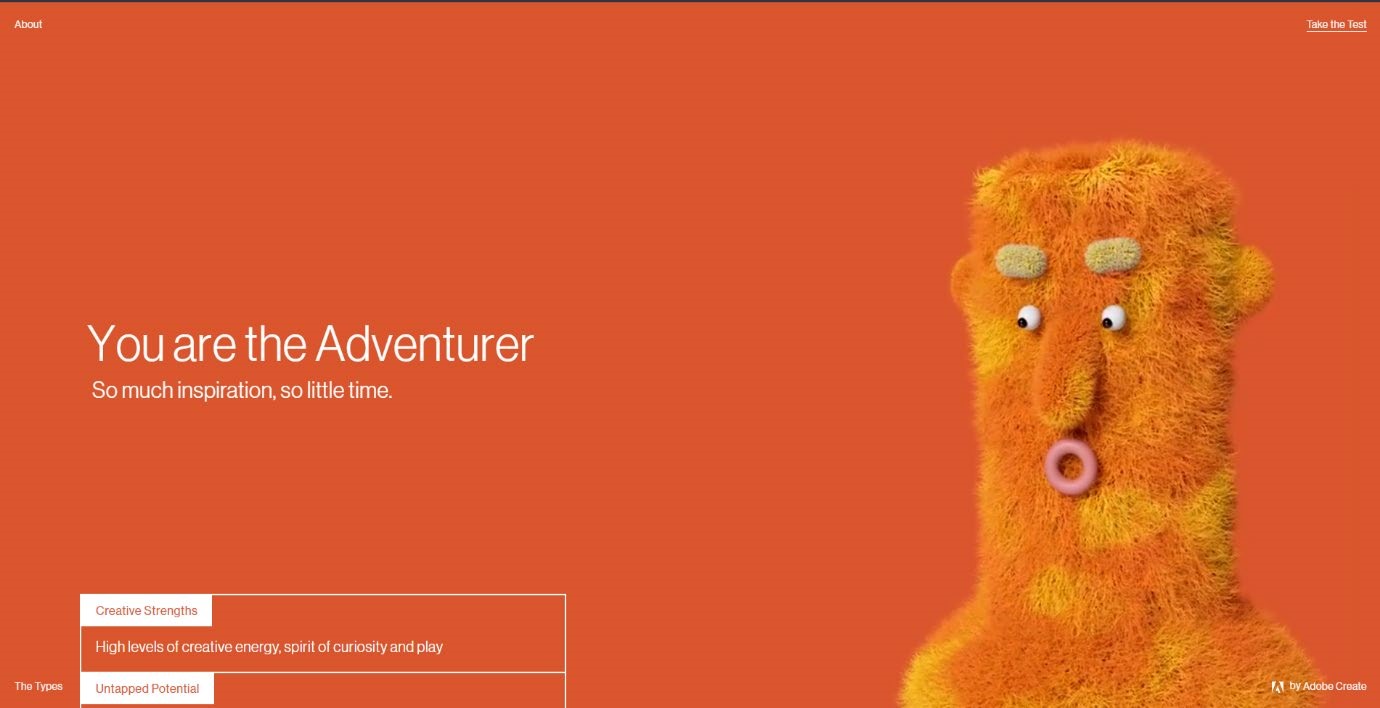 About
Take the Test
You are the Adventurer
So much inspiration, so little time.
Creative Strengths
High levels of creative energy, spirit of curiosity and play
Untapped Potential
The Types
by Adobe Create